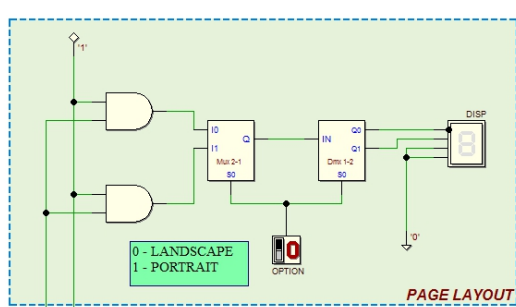 '1'
DISP
I0
Q
IN
Q0
I1
Q1
Mux 2-1
Dmx 1-2
S0
S0
'0'
0 - LANDSCAPE
1 - PORTRAIT
0
OPTION
PAGE LAYOUT